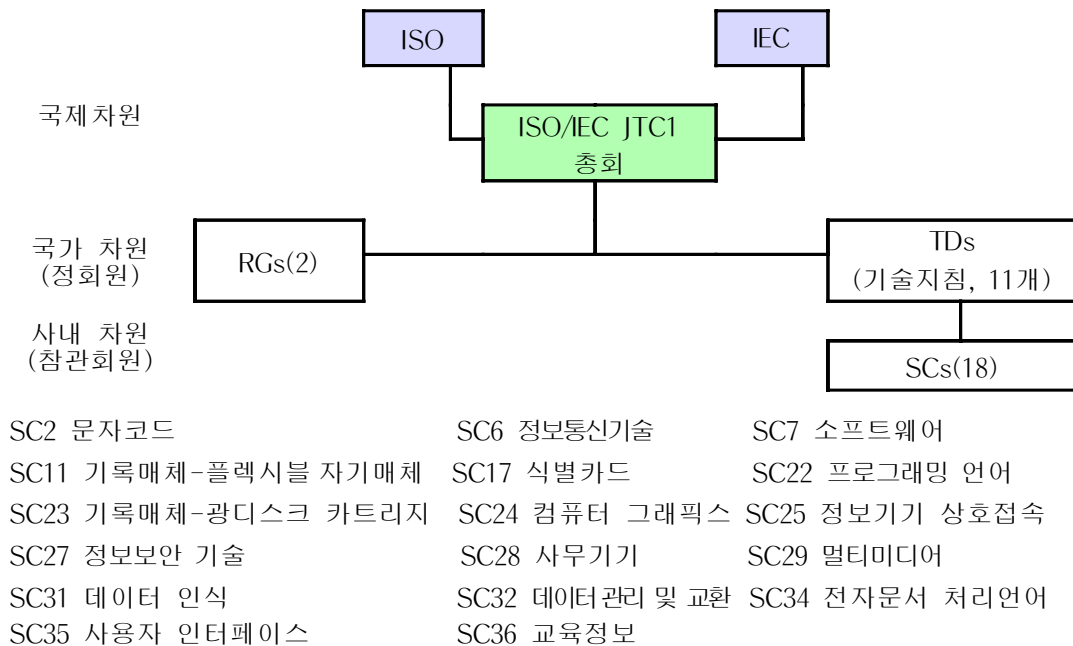 ISO
IEC
국제차원
ISO/IEC JTC1
총회
국가 차원
(정회원)
RGs(2)
TDs
(기술지침, 11개)
사내 차원
(참관회원)
SCs(18)
SC2 문자코드 SC6 정보통신기술 SC7 소프트웨어
SC11 기록매체-플렉시블 자기매체 SC17 식별카드 SC22 프로그래밍 언어
SC23 기록매체-광디스크 카트리지 SC24 컴퓨터 그래픽스 SC25 정보기기 상호접속
SC27 정보보안 기술 SC28 사무기기 SC29 멀티미디어
SC31 데이터 인식 SC32 데이터관리 및 교환 SC34 전자문서 처리언어
SC35 사용자 인터페이스 SC36 교육정보